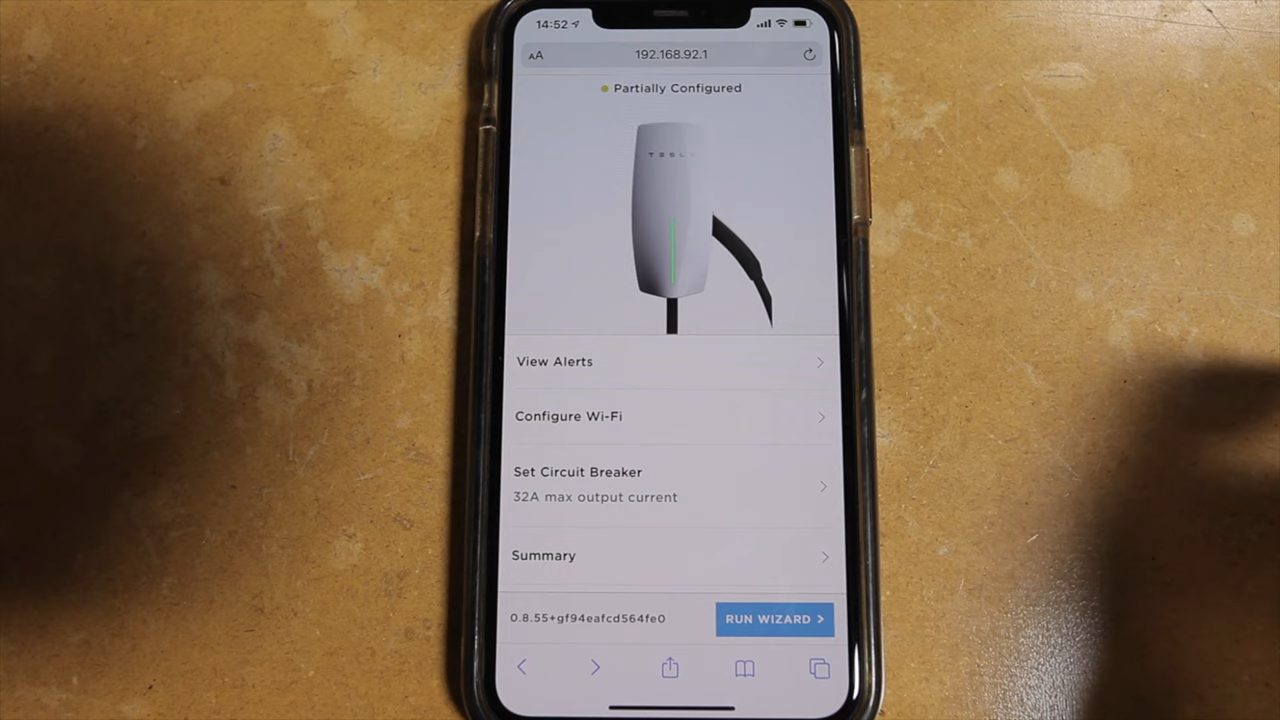 14:52
AA
192.168.92.1
Partially Configured
TESLA
View Alerts
Configure Wi-Fi
Set Circuit Breaker
32A max output current
Summary
0.8.55+gf94eafcd564fe0
RUN WIZARD